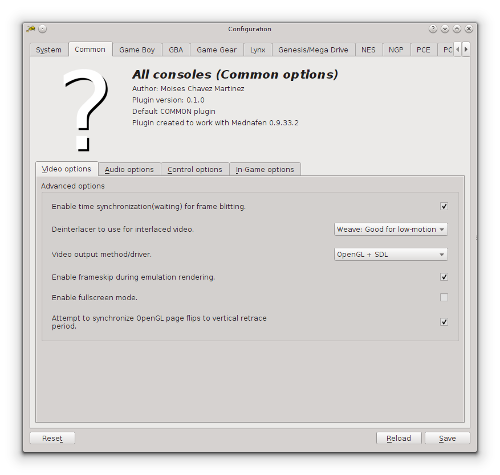 Configuration
System Common Game Boy GBA Game Gear Lynx Genesis/Mega Drive NES NGP PCE PC
?
All consoles (Common options)
Author: Moises Chavez Martinez
Plugin version: 0.1.0
Default COMMON plugin
Plugin created to work with Mednafen 0.9.33.2
Video options Audio options Control options In-Game options
Advanced options
Enable time synchronization(waiting) for frame blitting.
Deinterlacer to use for interlaced video. Weave: Good for low-motion
Video output method/driver. OpenGL + SDL
Enable frameskip during emulation rendering.
Enable fullscreen mode.
Attempt to synchronize OpenGL page flips to vertical retrace
period.
Reset Reload Save